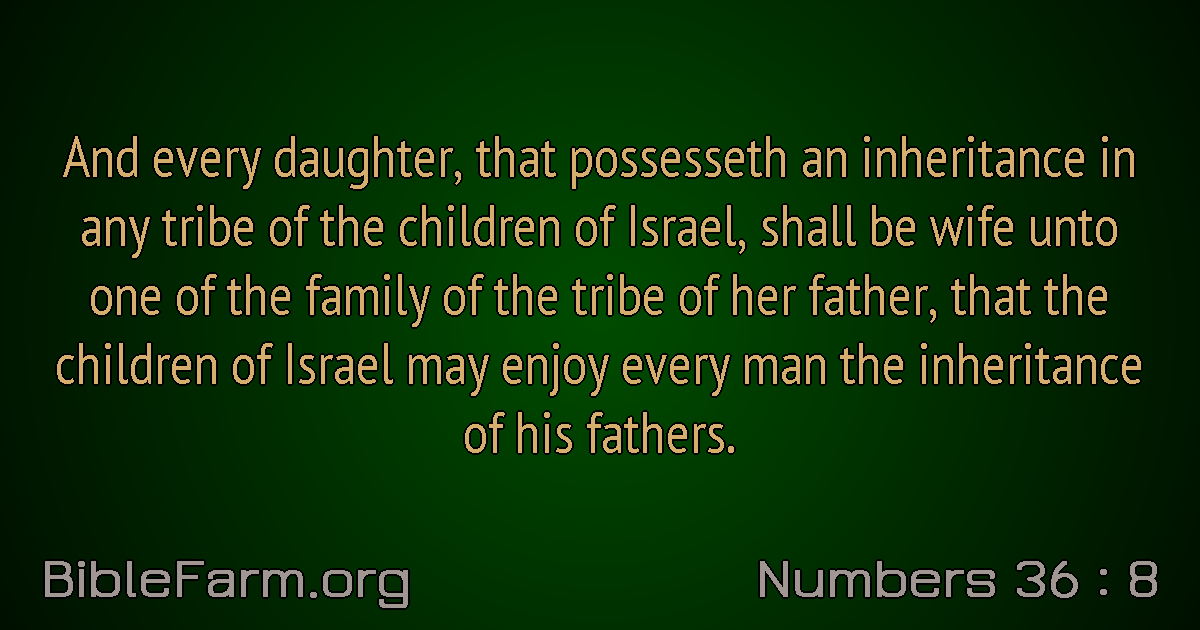 And every daughter, that possesseth an inheritance in
any tribe of the children of Israel, shall be wife unto
one of the family of the tribe of her father, that the
children of Israel may enjoy every man the inheritance
of his fathers.
BibleFarm.org
Numbers 36 : 8